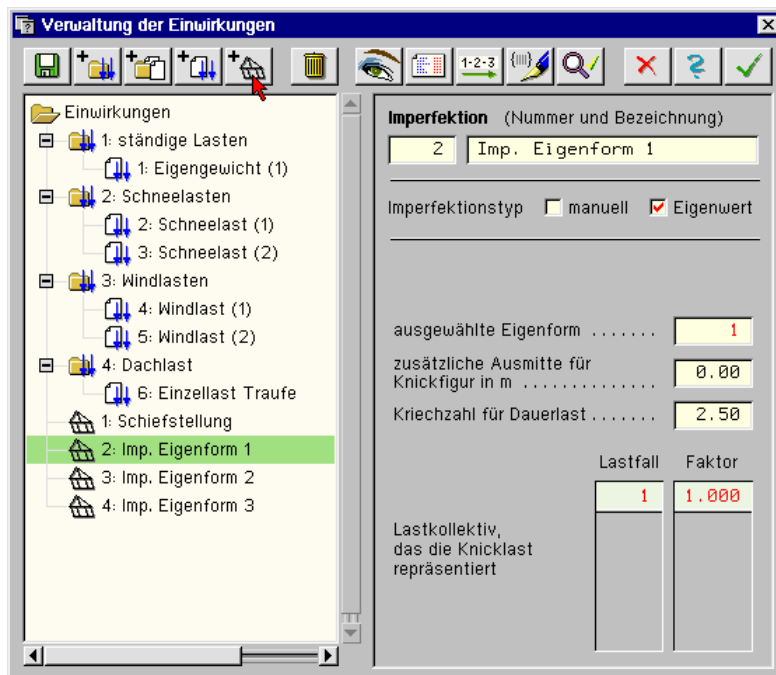 Verwaltung der Einwirkungen
1-2-3
Einwirkungen
1: ständige Lasten
1: Eigengewicht (1)
2: Schneelasten
2: Schneelast (1)
3: Schneelast (2)
3: Windlasten
4: Windlast (1)
5: Windlast (2)
4: Dachlast
6: Einzellast Traufe
1: Schiefstellung
2: Imp. Eigenform 1
3: Imp. Eigenform 2
4: Imp. Eigenform 3
Imperfektion (Nummer und Bezeichnung)
2 Imp. Eigenform 1
Imperfektionstyp manuell Eigenwert
ausgewählte Eigenform ....... 1
zusätzliche Ausmitte für
Knickfigur in m .............. 0.00
Kriechzahl für Dauerlast ....... 2.50
Lastfall Faktor
1 1.000
Lastkollektiv,
das die Knicklast
repräsentiert